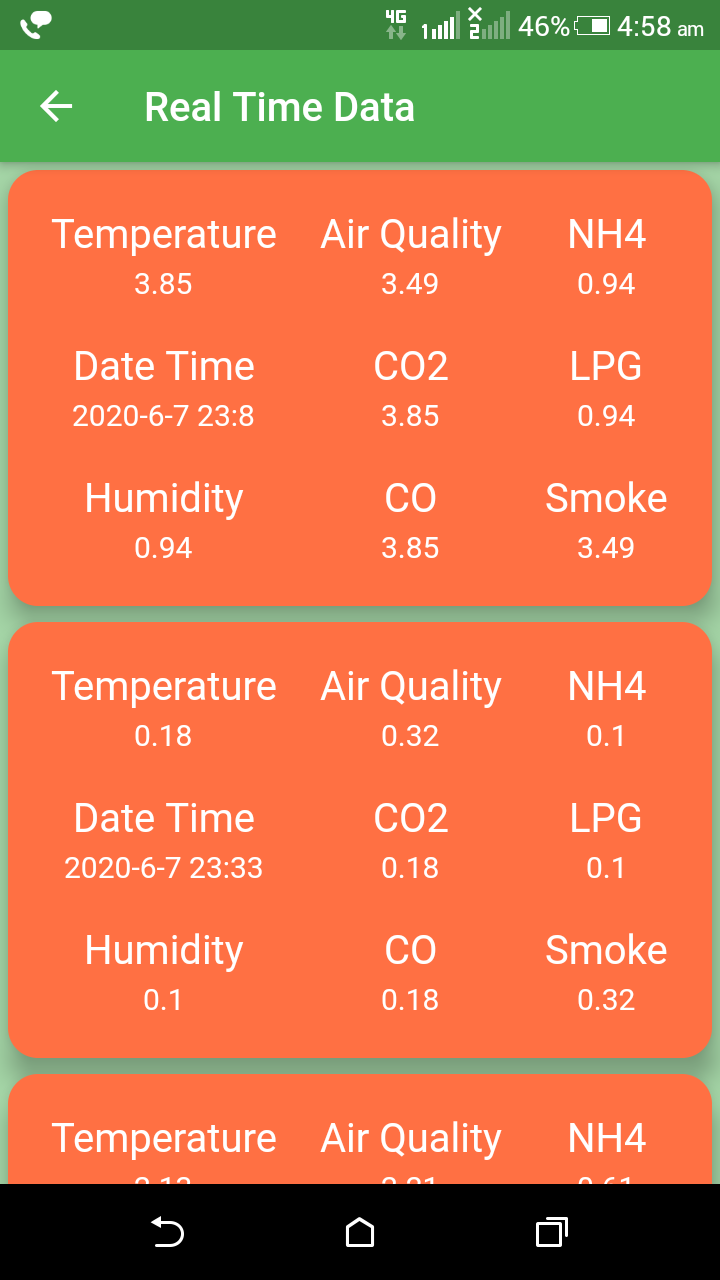 4G 1 2 46% 4:58 am
Real Time Data
Temperature Air Quality NH4
3.85 3.49 0.94
Date Time CO2 LPG
2020-6-7 23:8 3.85 0.94
Humidity CO Smoke
0.94 3.85 3.49
Temperature Air Quality NH4
0.18 0.32 0.1
Date Time CO2 LPG
2020-6-7 23:33 0.18 0.1
Humidity CO Smoke
0.1 0.18 0.32
Temperature Air Quality NH4